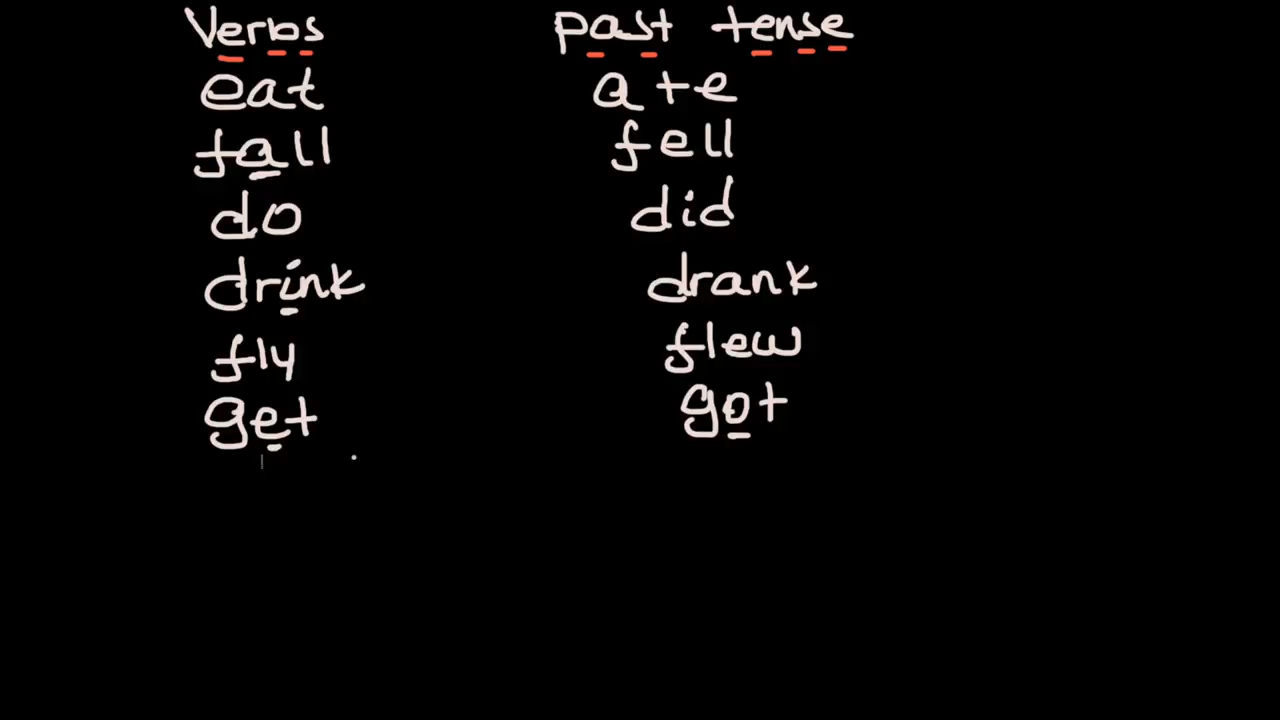 Verbs past tense
eat ate
fall fell
do did
drink drank
fly flew
get got